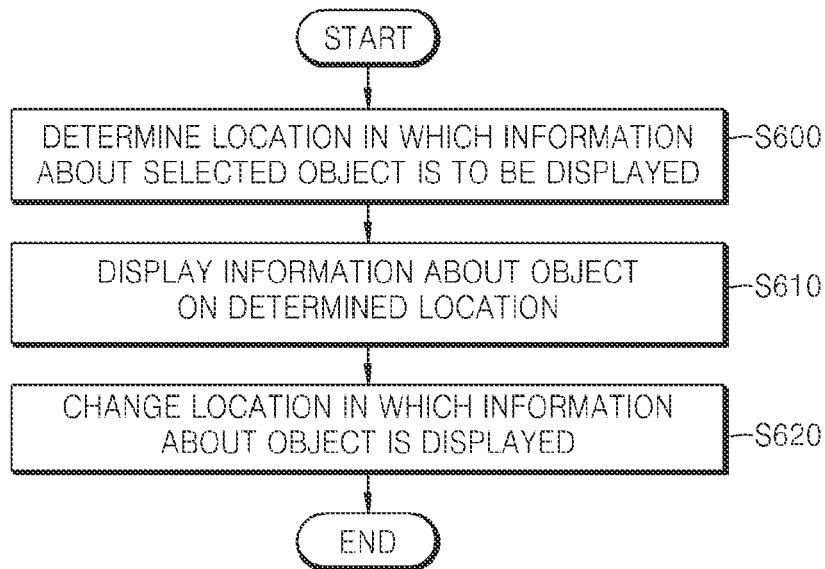 START
DETERMINE LOCATION IN WHICH INFORMATION
ABOUT SELECTED OBJECT IS TO BE DISPLAYED
S600
DISPLAY INFORMATION ABOUT OBJECT
ON DETERMINED LOCATION
S610
CHANGE LOCATION IN WHICH INFORMATION
ABOUT OBJECT IS DISPLAYED
S620
END